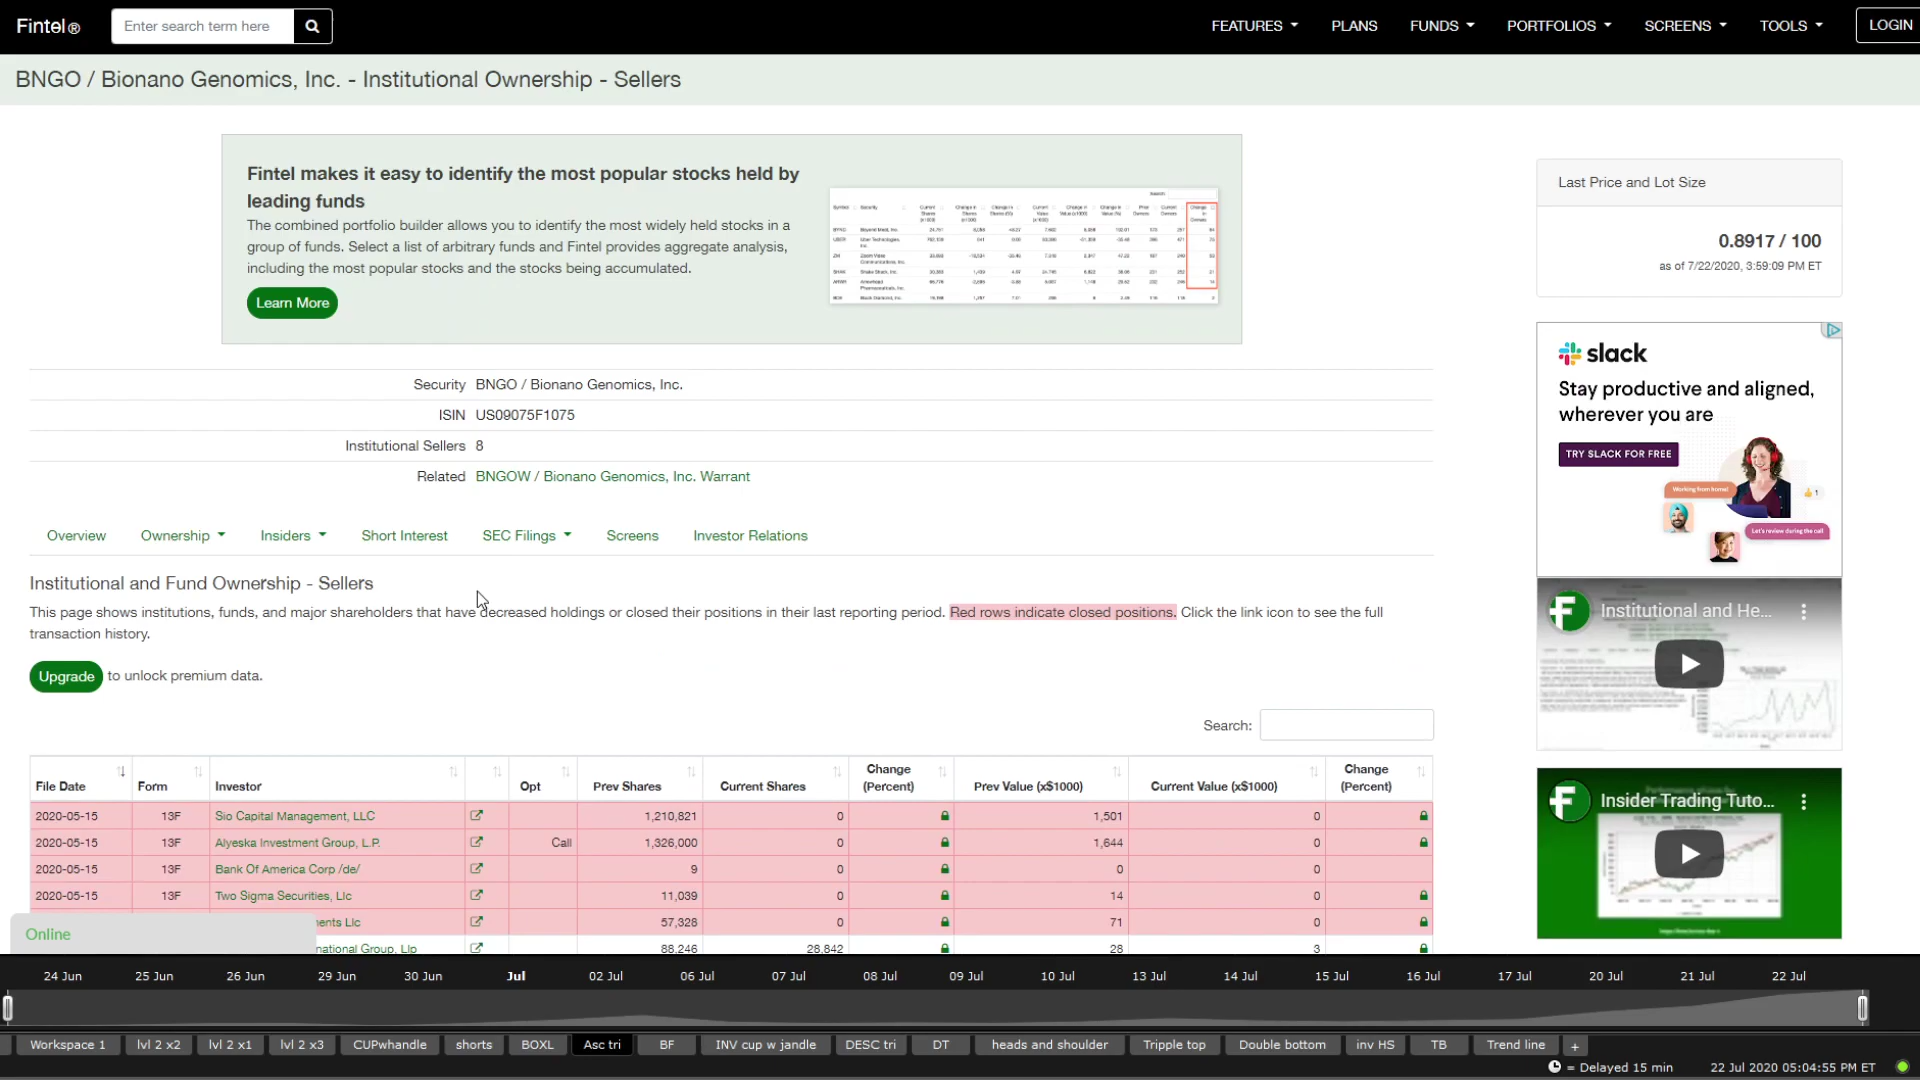 Fintel®
Enter search term here
FEATURES
PLANS
FUNDS
PORTFOLIOS
SCREENS
TOOLS
LOGIN
BNGO / Bionano Genomics, Inc. - Institutional Ownership - Sellers
Fintel makes it easy to identify the most popular stocks held by
leading funds
The combined portfolio builder allows you to identify the most widely held stocks in a
group of funds. Select a list of arbitrary funds and Fintel provides aggregate analysis,
including the most popular stocks and the stocks being accumulated.
Learn More
Last Price and Lot Size
0.8917 / 100
as of 7/22/2020, 3:59:09 PM ET
slack
Stay productive and aligned,
wherever you are
TRY SLACK FOR FREE
Working from home!
Let's review during the call
Security BNGO / Bionano Genomics, Inc.
ISIN US09075F1075
Institutional Sellers 8
Related BNGOW / Bionano Genomics, Inc. Warrant
Overview Ownership Insiders Short Interest SEC Filings Screens Investor Relations
Institutional and Fund Ownership - Sellers
This page shows institutions, funds, and major shareholders that have decreased holdings or closed their positions in their last reporting period. Red rows indicate closed positions. Click the link icon to see the full
transaction history.
Upgrade to unlock premium data.
Institutional and He...
Insider Trading Tuto...
Search:
File Date Form Investor Opt Prev Shares Current Shares Change (Percent) Prev Value (x$1000) Current Value (x$1000) Change (Percent)
2020-05-15 13F Sio Capital Management, LLC 1,210,821 0 1,501 0
2020-05-15 13F Alyeska Investment Group, L.P. Call 1,326,000 0 1,644 0
2020-05-15 13F Bank Of America Corp /de/ 9 0 0 0
2020-05-15 13F Two Sigma Securities, Llc 11,039 0 14 0
ments Llc 57,328 0 71 0
national Group, Llp 88,246 28,842 28 3
Online
24 Jun 25 Jun 26 Jun 29 Jun 30 Jun Jul 02 Jul 06 Jul 07 Jul 08 Jul 09 Jul 10 Jul 13 Jul 14 Jul 15 Jul 16 Jul 17 Jul 20 Jul 21 Jul 22 Jul
Workspace 1 lvl 2 x2 lvl 2 x1 lvl 2 x3 CUPwhandle shorts BOXL Asc tri BF INV cup w jandle DESC tri DT heads and shoulder Tripple top Double bottom inv HS TB Trend line +
= Delayed 15 min 22 Jul 2020 05:04:55 PM ET